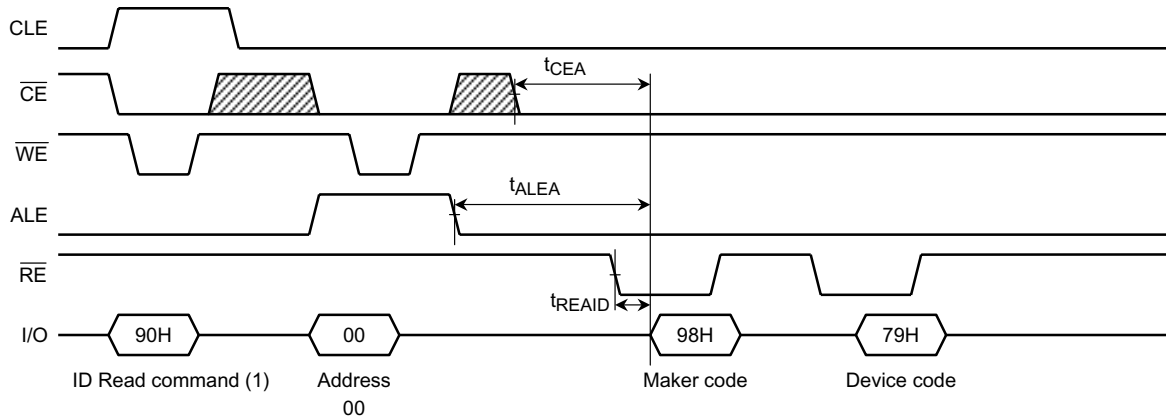 CLE
CE
tCEA
WE
tALEA
ALE
RE
tREAID
I/O 90H 00 98H 79H
ID Read command (1) Address Maker code Device code
00